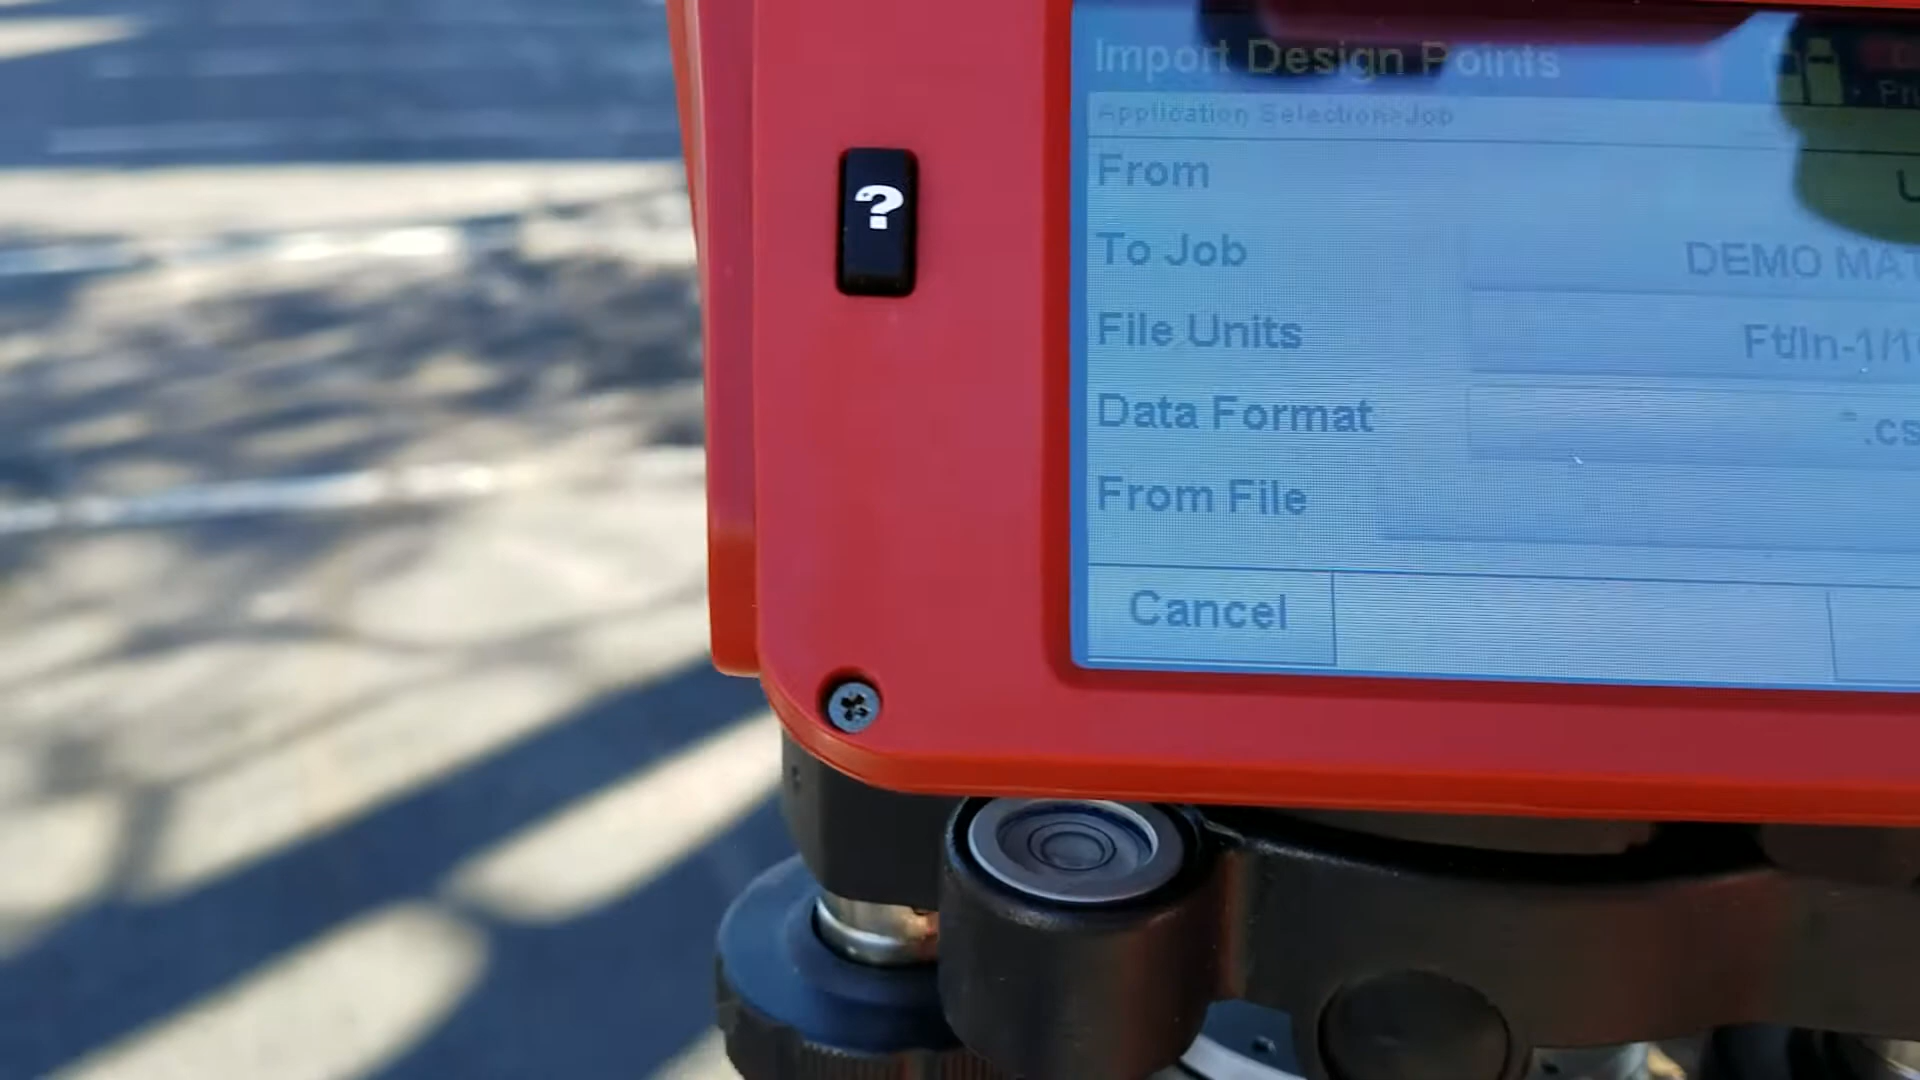 Import Design Points
Application Selection>Job
?
From
To Job DEMO MAT
File Units Ft/In-1/1
Data Format *.cs
From File
Cancel